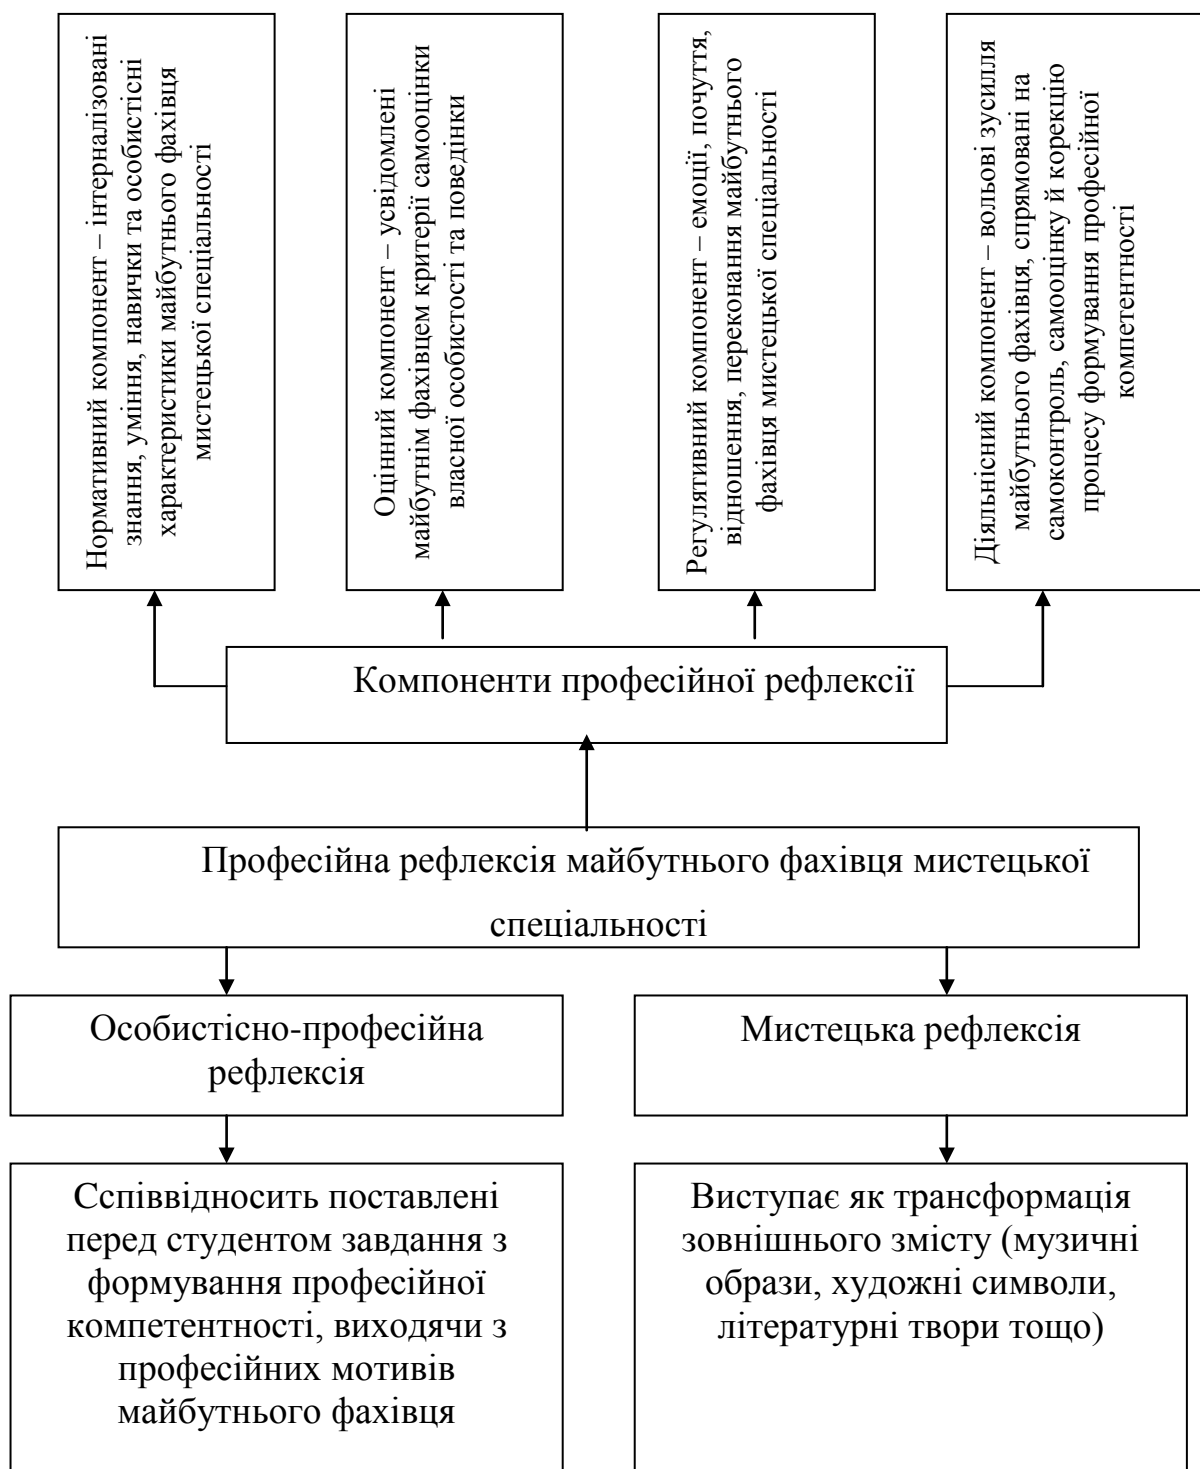 Нормативний компонент – інтерналізовані
знання, уміння, навички та особистісні
характеристики майбутнього фахівця
мистецької спеціальності
Оцінний компонент – усвідомлені
майбутнім фахівцем критерії самооцінки
власної особистості та поведінки
Регулятивний компонент – емоції, почуття,
відношення, переконання майбутнього
фахівця мистецької спеціальності
Діяльнісний компонент – вольові зусилля
майбутнього фахівця, спрямовані на
самоконтроль, самооцінку й корекцію
процесу формування професійної
компетентності
Компоненти професійної рефлексії
Професійна рефлексія майбутнього фахівця мистецької
спеціальності
Особистісно-професійна
рефлексія
Мистецька рефлексія
Сспіввідносить поставлені
перед студентом завдання з
формування професійної
компетентності, виходячи з
професійних мотивів
майбутнього фахівця
Виступає як трансформація
зовнішнього змісту (музичні
образи, художні символи,
літературні твори тощо)